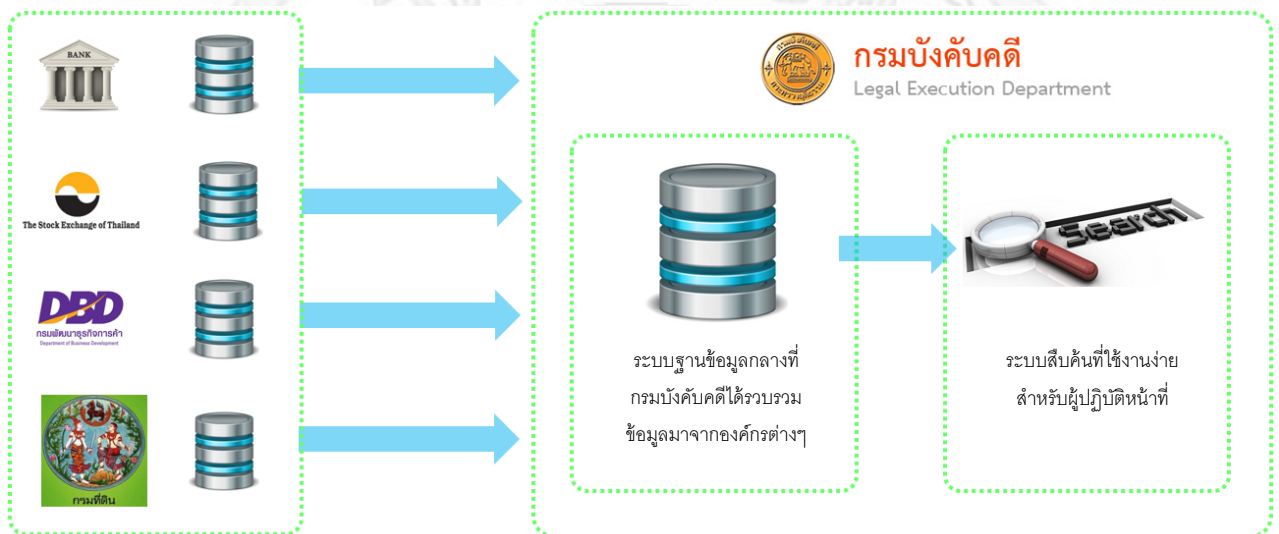 BANK
The Stock Exchange of Thailand
DBD
กรมพัฒนาธุรกิจการค้า
Department of Business Development
กรมที่ดิน
กรมบังคับคดี
Legal Execution Department
ระบบฐานข้อมูลกลางที่
กรมบังคับคดีได้รวบรวม
ข้อมูลมาจากองค์กรต่างๆ
Search
ระบบสืบค้นที่ใช้งานง่าย
สำหรับผู้ปฏิบัติหน้าที่